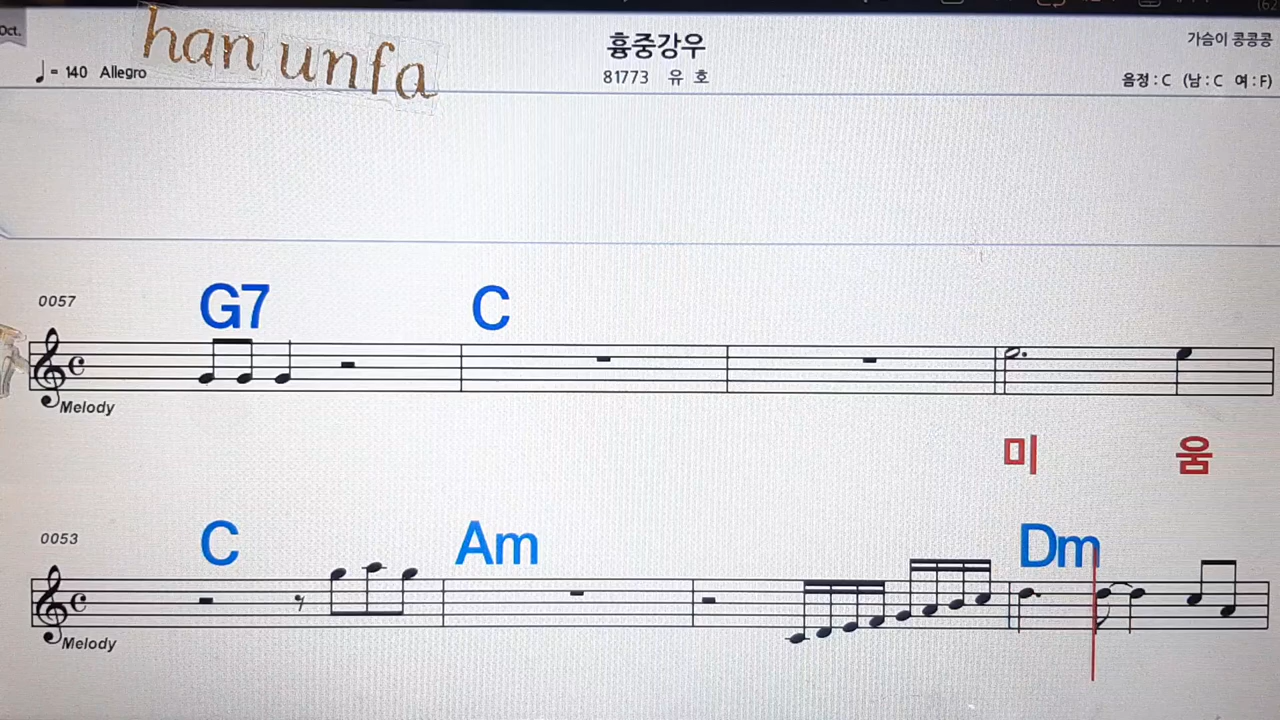 Oct.
han unfa
흉중강우
가슴이 콩콩콩
♩= 140 Allegro
81773 유 호
음정 : C (남 : C 여 : F)
0057
G7 C
Melody
미 움
0053
C Am Dm
Melody